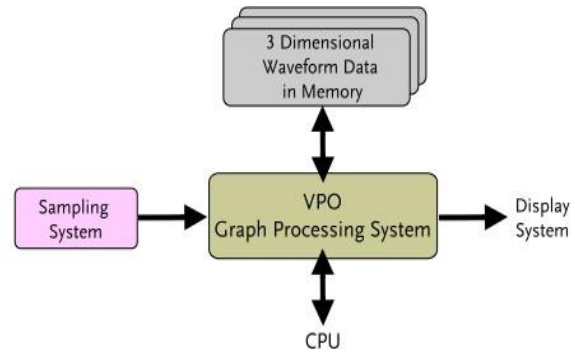 3 Dimensional
Waveform Data
in Memory
Sampling
System
VPO
Graph Processing System
Display
System
CPU